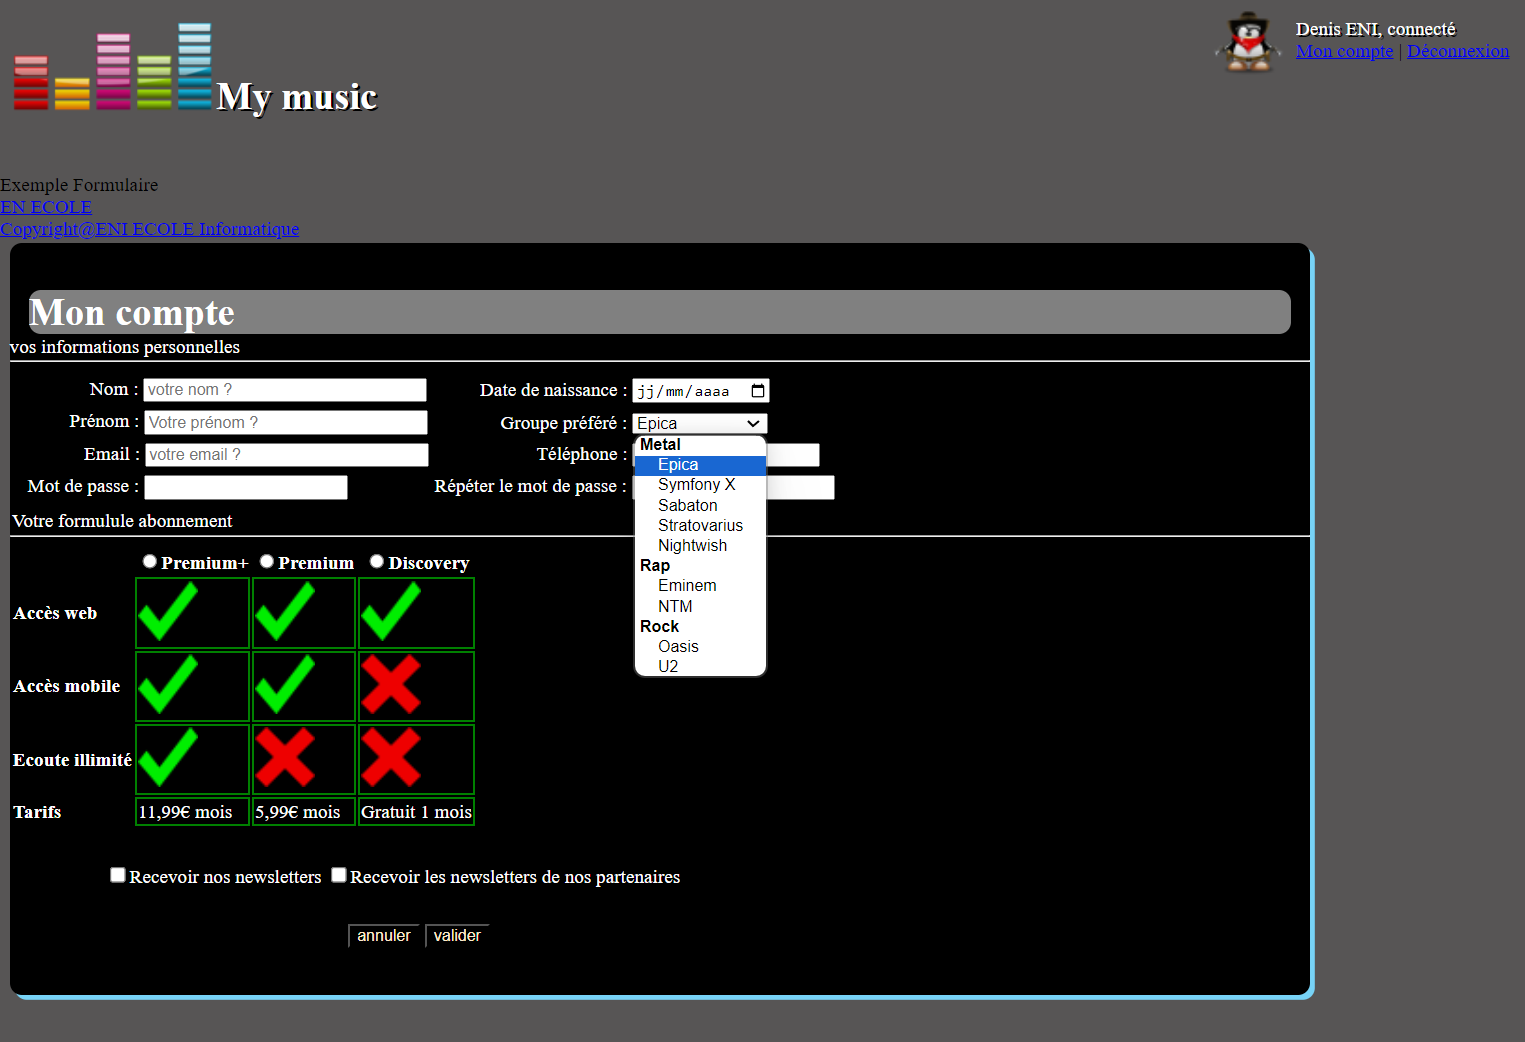 My music
Denis ENI, connecté
Mon compte | Déconnexion
Exemple Formulaire
EN ECOLE
Copyright@ENI ECOLE Informatique
Mon compte
vos informations personnelles
Nom : votre nom ? Date de naissance : jj/mm/aaaa
Prénom : Votre prénom ? Groupe préféré : Epica
Email : votre email ? Téléphone :
Mot de passe : Répéter le mot de passe :
Metal
Epica
Symfony X
Sabaton
Stratovarius
Nightwish
Rap
Eminem
NTM
Rock
Oasis
U2
Votre formulule abonnement
Premium+ Premium Discovery
Accès web
Accès mobile
Ecoute illimité
Tarifs 11,99€ mois 5,99€ mois Gratuit 1 mois
Recevoir nos newsletters Recevoir les newsletters de nos partenaires
annuler valider